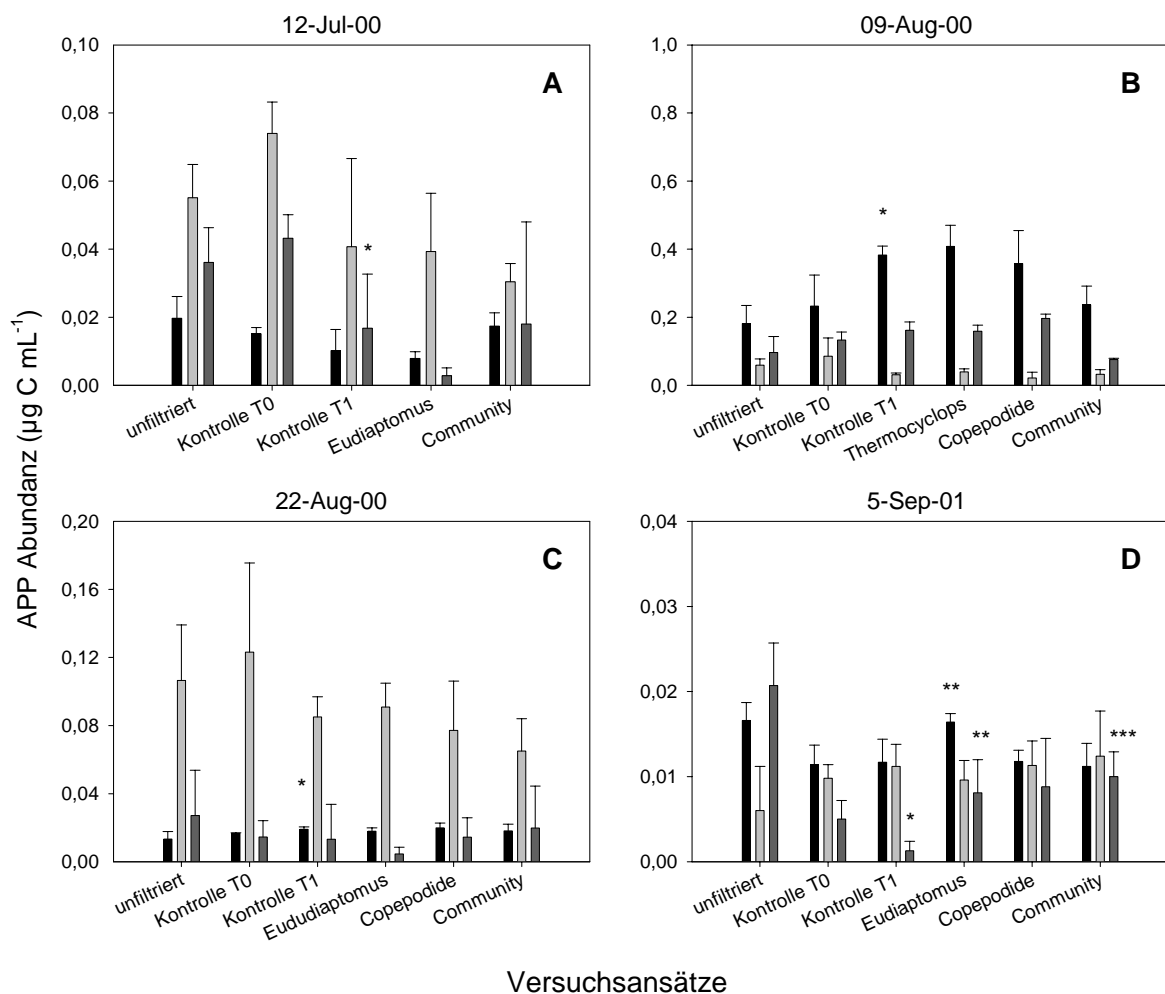 12-Jul-00
09-Aug-00
A
B
0,10
0,08
0,06
0,04
0,02
0,00
1,0
0,8
0,6
0,4
0,2
0,0
*
*
unfiltriert
Kontrolle T0
Kontrolle T1
Eudiaptomus
Community
unfiltriert
Kontrolle T0
Kontrolle T1
Thermocyclops
Copepodide
Community
APP Abundanz (µg C mL-1)
22-Aug-00
5-Sep-01
C
D
0,20
0,16
0,12
0,08
0,04
0,00
0,04
0,03
0,02
0,01
0,00
*
*
**
**
***
unfiltriert
Kontrolle T0
Kontrolle T1
Eududiaptomus
Copepodide
Community
unfiltriert
Kontrolle T0
Kontrolle T1
Eudiaptomus
Copepodide
Community
Versuchsansätze